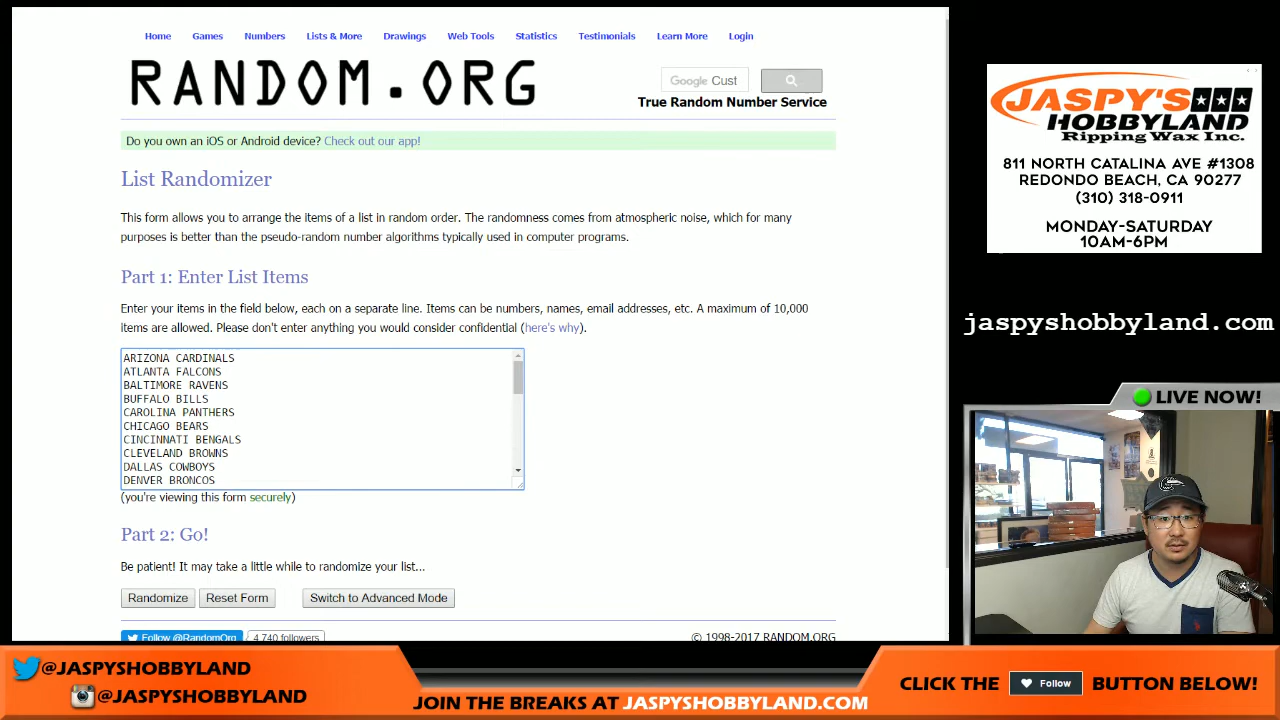 Home Games Numbers Lists & More Drawings Web Tools Statistics Testimonials Learn More Login
RANDOM.ORG
Google Cust
True Random Number Service
Do you own an iOS or Android device? Check out our app!
List Randomizer
This form allows you to arrange the items of a list in random order. The randomness comes from atmospheric noise, which for many
purposes is better than the pseudo-random number algorithms typically used in computer programs.
Part 1: Enter List Items
Enter your items in the field below, each on a separate line. Items can be numbers, names, email addresses, etc. A maximum of 10,000
items are allowed. Please don't enter anything you would consider confidential (here's why).
ARIZONA CARDINALS
ATLANTA FALCONS
BALTIMORE RAVENS
BUFFALO BILLS
CAROLINA PANTHERS
CHICAGO BEARS
CINCINNATI BENGALS
CLEVELAND BROWNS
DALLAS COWBOYS
DENVER BRONCOS
(you're viewing this form securely)
Part 2: Go!
Be patient! It may take a little while to randomize your list...
Randomize Reset Form Switch to Advanced Mode
Follow @RandomOrg 4,740 followers
© 1998-2017 RANDOM.ORG
JASPY'S
HOBBYLAND
Ripping Wax Inc.
811 NORTH CATALINA AVE #1308
REDONDO BEACH, CA 90277
(310) 318-0911
MONDAY-SATURDAY
10AM-6PM
jaspyshobbyland.com
LIVE NOW!
@JASPYSHOBBYLAND
@JASPYSHOBBYLAND
JOIN THE BREAKS AT JASPYSHOBBYLAND.COM
CLICK THE Follow BUTTON BELOW!